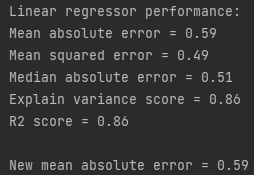 Linear regressor performance:
Mean absolute error = 0.59
Mean squared error = 0.49
Median absolute error = 0.51
Explain variance score = 0.86
R2 score = 0.86
New mean absolute error = 0.59